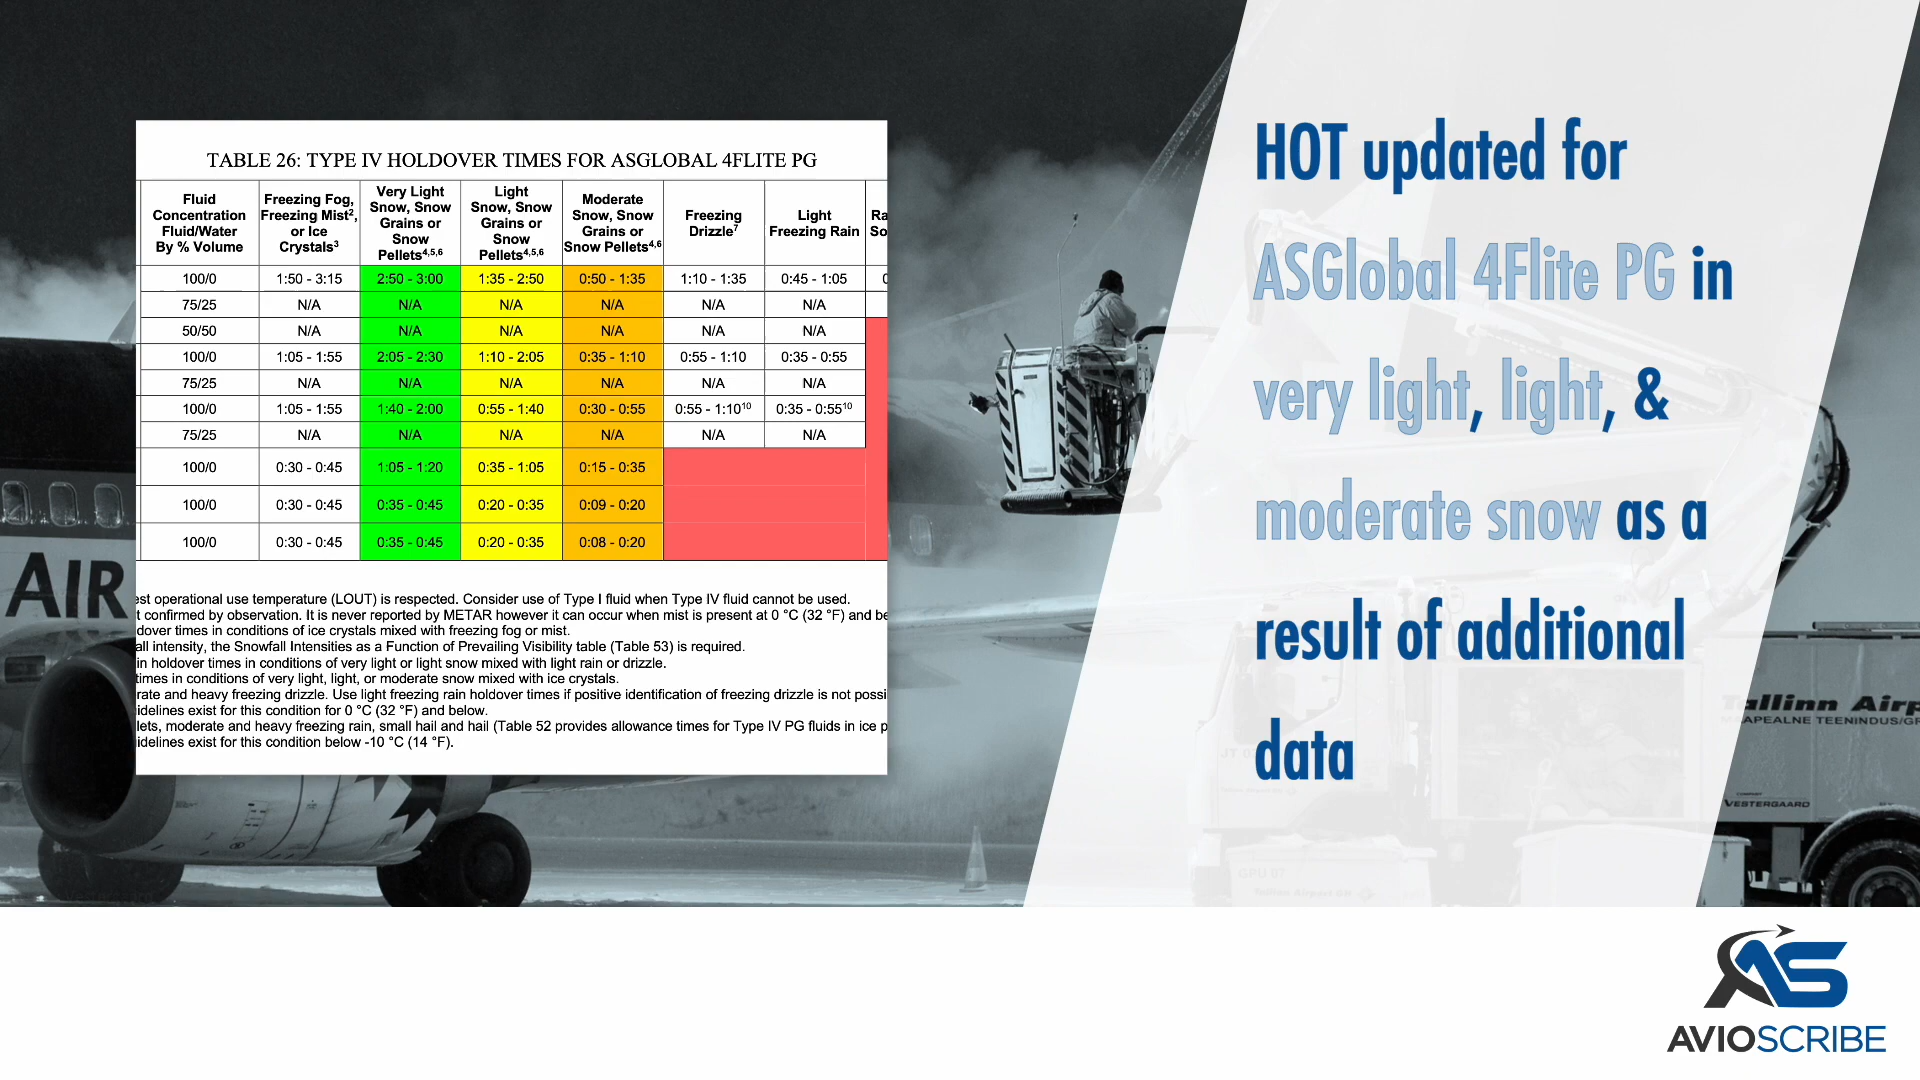 TABLE 26: TYPE IV HOLDOVER TIMES FOR ASGLOBAL 4FLITE PG
Fluid Concentration Fluid/Water By % Volume | Freezing Fog, Freezing Mist², or Ice Crystals³ | Very Light Snow, Snow Grains or Snow Pellets⁴,⁵,⁶ | Light Snow, Snow Grains or Snow Pellets⁴,⁵,⁶ | Moderate Snow, Snow Grains or Snow Pellets⁴,⁶ | Freezing Drizzle⁷ | Light Freezing Rain
100/0 1:50 - 3:15 2:50 - 3:00 1:35 - 2:50 0:50 - 1:35 1:10 - 1:35 0:45 - 1:05
75/25 N/A N/A N/A N/A N/A N/A
50/50 N/A N/A N/A N/A N/A N/A
100/0 1:05 - 1:55 2:05 - 2:30 1:10 - 2:05 0:35 - 1:10 0:55 - 1:10 0:35 - 0:55
75/25 N/A N/A N/A N/A N/A N/A
100/0 1:05 - 1:55 1:40 - 2:00 0:55 - 1:40 0:30 - 0:55 0:55 - 1:10¹⁰ 0:35 - 0:55¹⁰
75/25 N/A N/A N/A N/A N/A N/A
100/0 0:30 - 0:45 1:05 - 1:20 0:35 - 1:05 0:15 - 0:35
100/0 0:30 - 0:45 0:35 - 0:45 0:20 - 0:35 0:09 - 0:20
100/0 0:30 - 0:45 0:35 - 0:45 0:20 - 0:35 0:08 - 0:20
est operational use temperature (LOUT) is respected. Consider use of Type I fluid when Type IV fluid cannot be used.
t confirmed by observation. It is never reported by METAR however it can occur when mist is present at 0 °C (32 °F) and be
dover times in conditions of ice crystals mixed with freezing fog or mist.
all intensity, the Snowfall Intensities as a Function of Prevailing Visibility table (Table 53) is required.
in holdover times in conditions of very light or light snow mixed with light rain or drizzle.
times in conditions of very light, light, or moderate snow mixed with ice crystals.
rate and heavy freezing drizzle. Use light freezing rain holdover times if positive identification of freezing drizzle is not possi
idelines exist for this condition for 0 °C (32 °F) and below.
lets, moderate and heavy freezing rain, small hail and hail (Table 52 provides allowance times for Type IV PG fluids in ice p
idelines exist for this condition below -10 °C (14 °F).
HOT updated for
ASGlobal 4Flite PG in
very light, light, &
moderate snow as a
result of additional
data
AIR
Tallinn Airp
MAAPEALNE TEENINDUS/GR
VESTERGAARD
GPU 07
Tallinn Airport GH
AS
AVIOSCRIBE